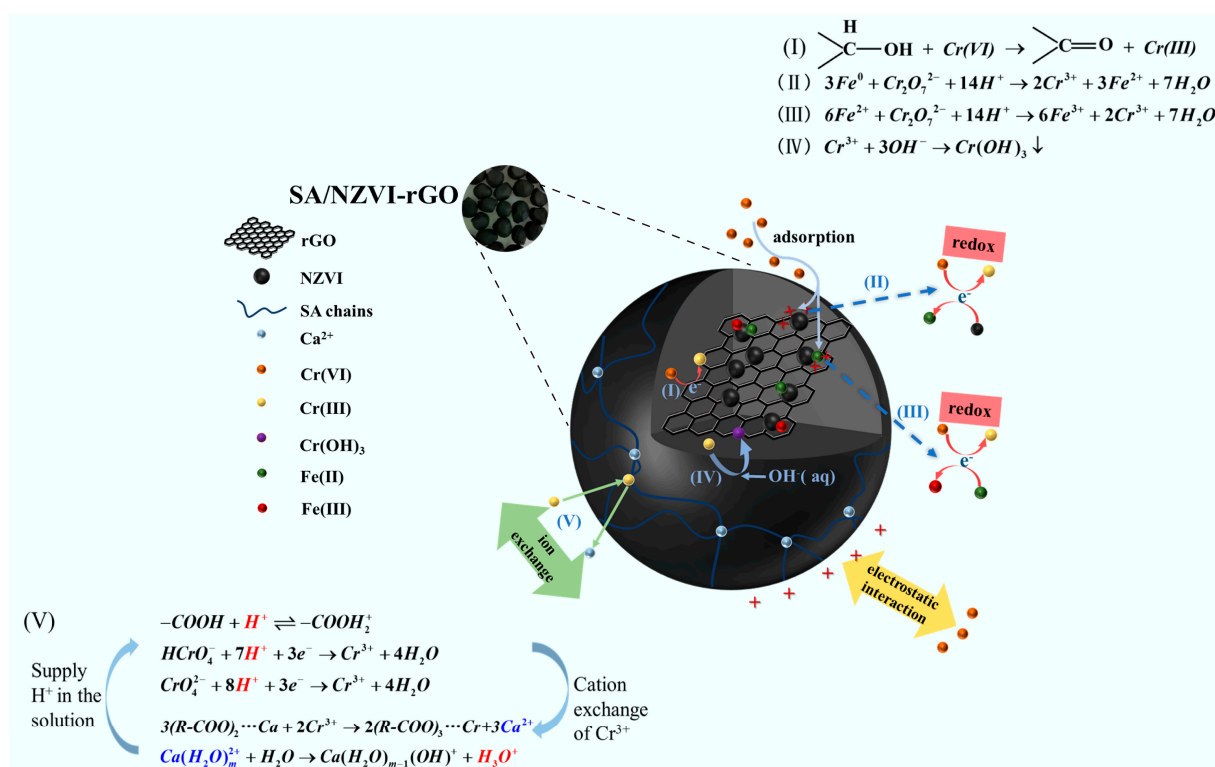 (I) H
C—OH + Cr(VI) → C=O + Cr(III)
(II) 3Fe⁰ + Cr₂O₇²⁻ + 14H⁺ → 2Cr³⁺ + 3Fe²⁺ + 7H₂O
(III) 6Fe²⁺ + Cr₂O₇²⁻ + 14H⁺ → 6Fe³⁺ + 2Cr³⁺ + 7H₂O
(IV) Cr³⁺ + 3OH⁻ → Cr(OH)₃ ↓
SA/NZVI-rGO
rGO
NZVI
SA chains
Ca²⁺
Cr(VI)
Cr(III)
Cr(OH)₃
Fe(II)
Fe(III)
adsorption
(II)
redox
e⁻
(I) e⁻
(III)
redox
e⁻
(IV)
OH⁻( aq)
(V)
ion
exchange
+ + + + + + + +
electrostatic
interaction
(V)
–COOH + H⁺ ⇌ –COOH₂⁺
HCrO₄⁻ + 7H⁺ + 3e⁻ → Cr³⁺ + 4H₂O
CrO₄²⁻ + 8H⁺ + 3e⁻ → Cr³⁺ + 4H₂O
3(R-COO)₂···Ca + 2Cr³⁺ → 2(R-COO)₃···Cr+3Ca²⁺
Ca(H₂O)ₘ²⁺ + H₂O → Ca(H₂O)ₘ₋₁(OH)⁺ + H₃O⁺
Supply
H⁺ in the
solution
Cation
exchange
of Cr³⁺